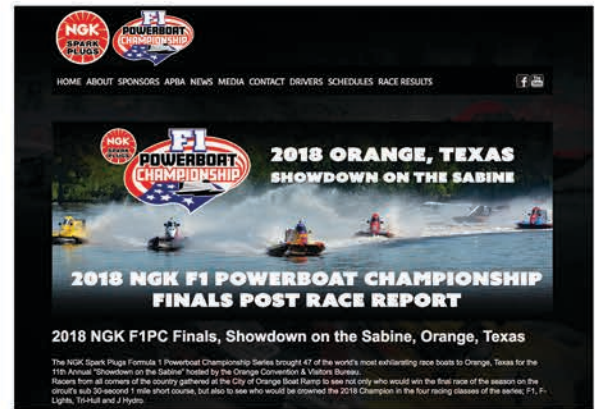 NGK
SPARK
PLUGS
F1
POWERBOAT
CHAMPIONSHIP
HOME ABOUT SPONSORS APBA NEWS MEDIA CONTACT DRIVERS SCHEDULES RACE RESULTS
f You
NGK
SPARK
PLUGS
F1
POWERBOAT
CHAMPIONSHIP
2018 ORANGE, TEXAS
SHOWDOWN ON THE SABINE
2018 NGK F1 POWERBOAT CHAMPIONSHIP
FINALS POST RACE REPORT
2018 NGK F1PC Finals, Showdown on the Sabine, Orange, Texas
The NGK Spark Plugs Formula 1 Powerboat Championship Series brought 47 of the world's most exhilarating race boats to Orange, Texas for the
11th Annual "Showdown on the Sabine" hosted by the Orange Convention & Visitors Bureau.
Racers from all corners of the country gathered at the City of Orange Boat Ramp to see not only who would win the final race of the season on the
circuit's sub 30-second 1 mile short course, but also to see who would be crowned the 2018 Champion in the four racing classes of the series; F1, F-
Lights, Tri-Hull and J Hydro.